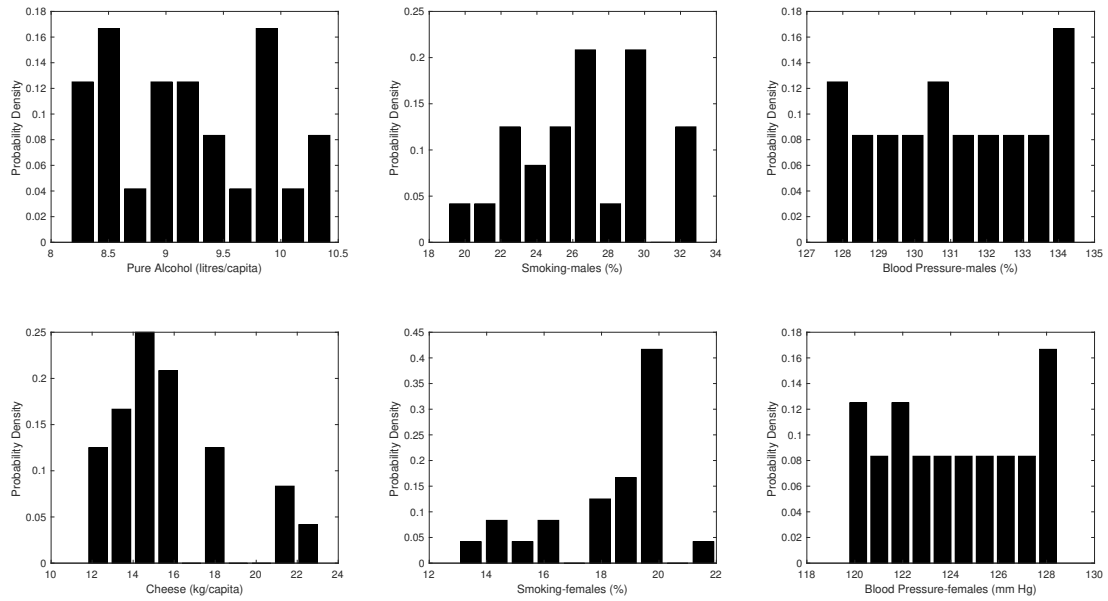 0.18
0.16
0.14
0.12
0.1
0.08
0.06
0.04
0.02
0
Probability Density
8 8.5 9 9.5 10 10.5
Pure Alcohol (litres/capita)
0.25
0.2
0.15
0.1
0.05
0
Probability Density
18 20 22 24 26 28 30 32 34
Smoking-males (%)
0.18
0.16
0.14
0.12
0.1
0.08
0.06
0.04
0.02
0
Probability Density
127 128 129 130 131 132 133 134 135
Blood Pressure-males (%)
0.25
0.2
0.15
0.1
0.05
0
Probability Density
10 12 14 16 18 20 22 24
Cheese (kg/capita)
0.45
0.4
0.35
0.3
0.25
0.2
0.15
0.1
0.05
0
Probability Density
12 14 16 18 20 22
Smoking-females (%)
0.18
0.16
0.14
0.12
0.1
0.08
0.06
0.04
0.02
0
Probability Density
118 120 122 124 126 128 130
Blood Pressure-females (mm Hg)